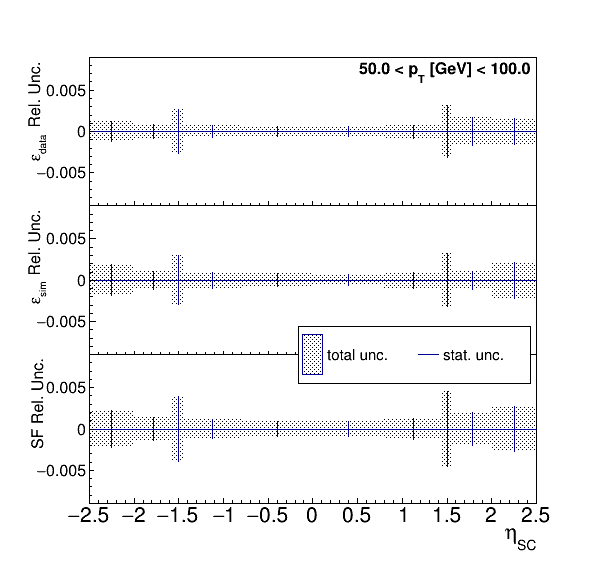 50.0 < p_T [GeV] < 100.0
ε_data Rel. Unc.
0.005
0
−0.005
ε_sim Rel. Unc.
0.005
0
−0.005
total unc.
stat. unc.
SF Rel. Unc.
0.005
0
−0.005
−2.5 −2 −1.5 −1 −0.5 0 0.5 1 1.5 2 2.5
η_SC